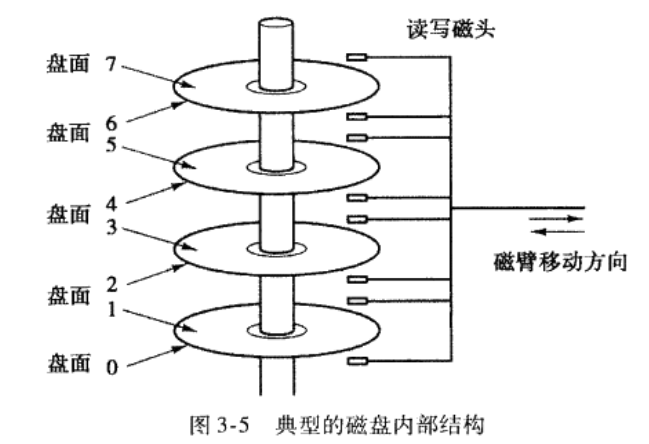 读写磁头
盘面 7
盘面 6
5
盘面 4
3
盘面 2
1
盘面 0
磁臂移动方向
图 3-5 典型的磁盘内部结构